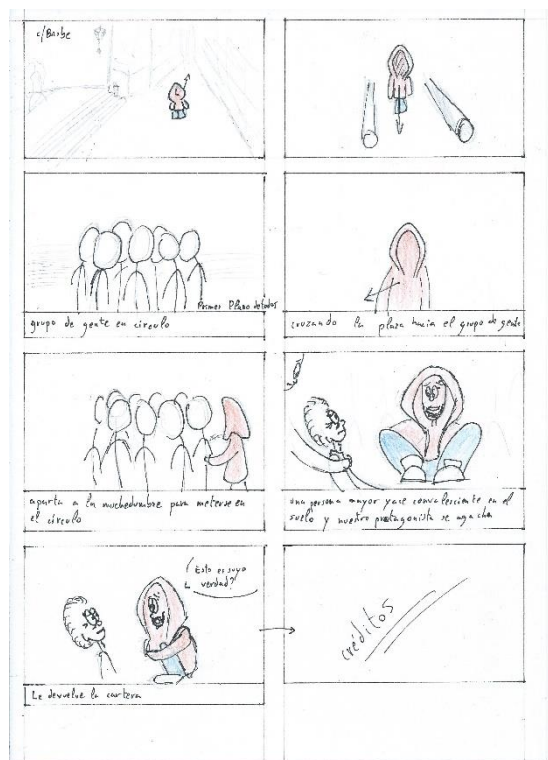 c/Barbe
Primer Plano de todos
grupo de gente en circulo
cruzando la plaza hacia el grupo de gente
aparta a la muchedumbre para meterse en
el círculo
una persona mayor yace convalesciente en el
suelo y nuestro protagonista se agacha
¿Esto es suyo
verdad?
Le devuelve la cartera
créditos